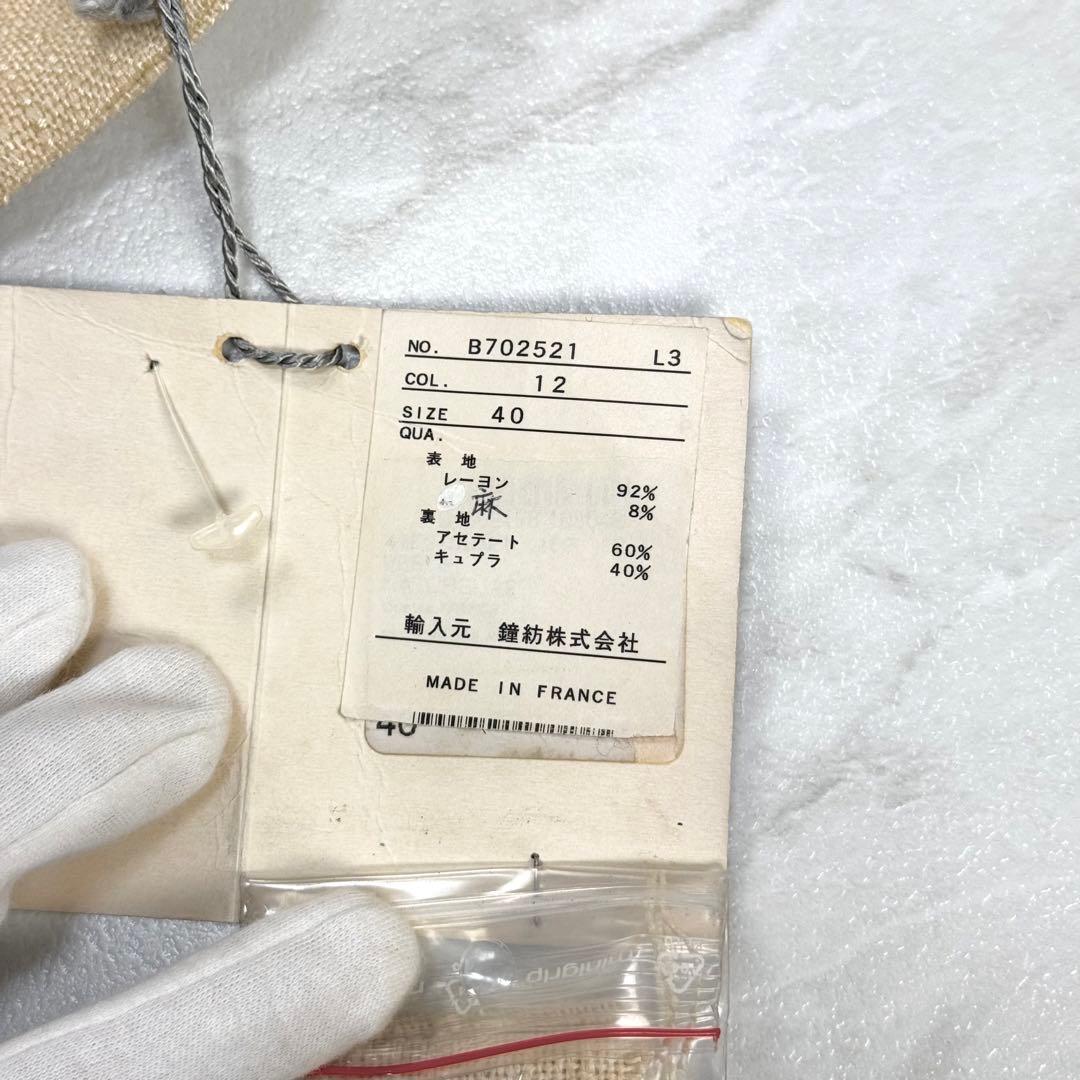 NO. B702521 L3
COL. 12
SIZE 40
QUA.
表 地
レーヨン 92%
麻 8%
裏 地
アセテート 60%
キュプラ 40%
輸入元 鐘紡株式会社
MADE IN FRANCE
40
minigrip